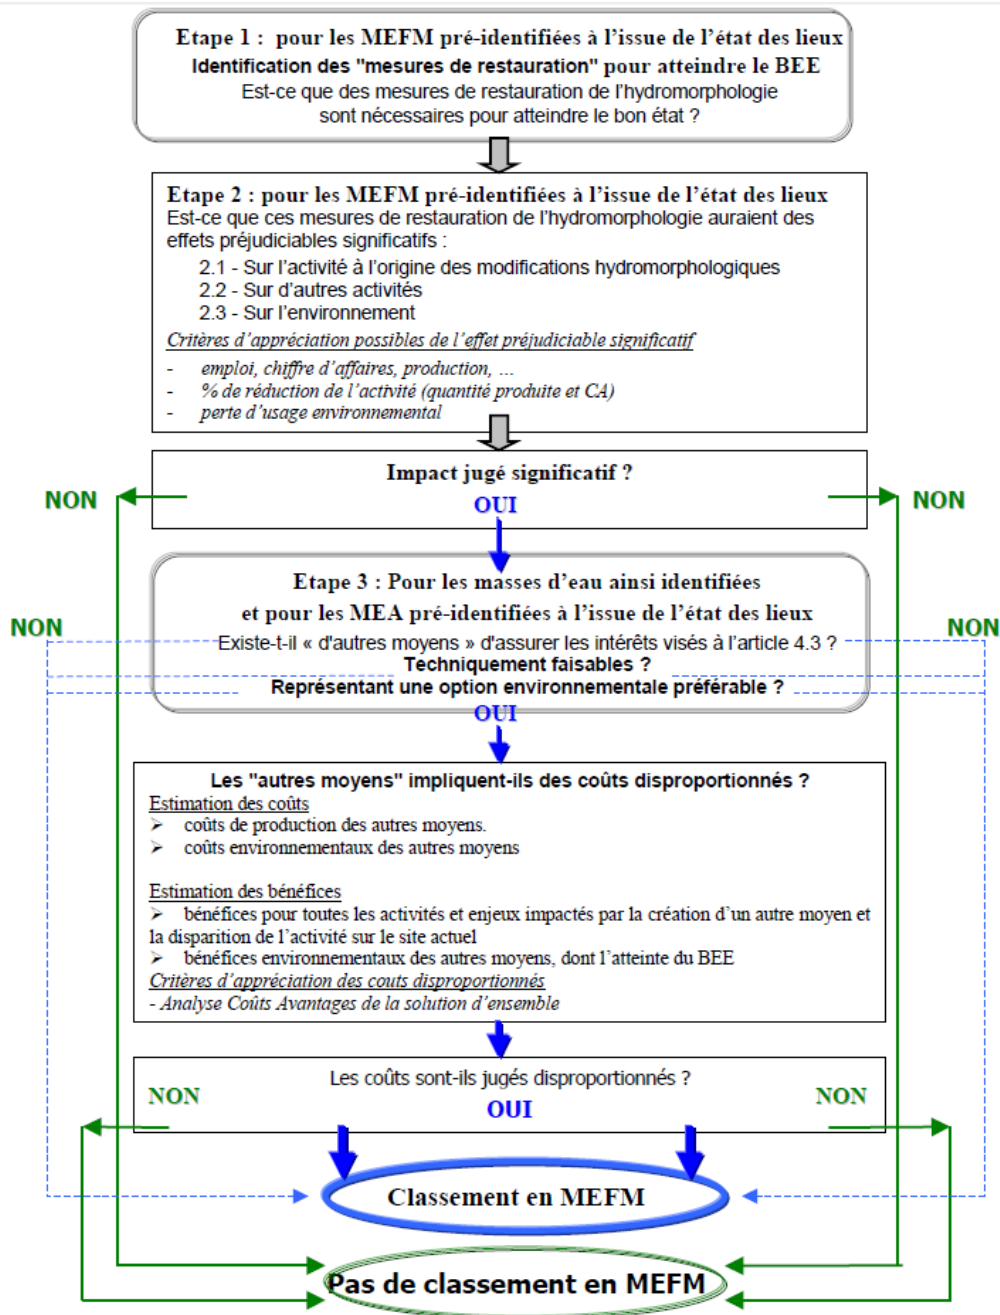 Etape 1 : pour les MEFM pré-identifiées à l’issue de l’état des lieux
Identification des "mesures de restauration" pour atteindre le BEE
Est-ce que des mesures de restauration de l’hydromorphologie
sont nécessaires pour atteindre le bon état ?
Etape 2 : pour les MEFM pré-identifiées à l’issue de l’état des lieux
Est-ce que ces mesures de restauration de l’hydromorphologie auraient des
effets préjudiciables significatifs :
2.1 - Sur l’activité à l’origine des modifications hydromorphologiques
2.2 - Sur d’autres activités
2.3 - Sur l’environnement
Critères d’appréciation possibles de l’effet préjudiciable significatif
- emploi, chiffre d’affaires, production, …
- % de réduction de l’activité (quantité produite et CA)
- perte d’usage environnemental
Impact jugé significatif ?
NON
OUI
NON
Etape 3 : Pour les masses d’eau ainsi identifiées
et pour les MEA pré-identifiées à l’issue de l’état des lieux
NON
NON
Existe-t-il « d'autres moyens » d'assurer les intérêts visés à l’article 4.3 ?
Techniquement faisables ?
Représentant une option environnementale préférable ?
OUI
Les "autres moyens" impliquent-ils des coûts disproportionnés ?
Estimation des coûts
➢ coûts de production des autres moyens.
➢ coûts environnementaux des autres moyens
Estimation des bénéfices
➢ bénéfices pour toutes les activités et enjeux impactés par la création d’un autre moyen et
la disparition de l’activité sur le site actuel
➢ bénéfices environnementaux des autres moyens, dont l’atteinte du BEE
Critères d’appréciation des couts disproportionnés
- Analyse Coûts Avantages de la solution d’ensemble
Les coûts sont-ils jugés disproportionnés ?
NON
OUI
NON
Classement en MEFM
Pas de classement en MEFM